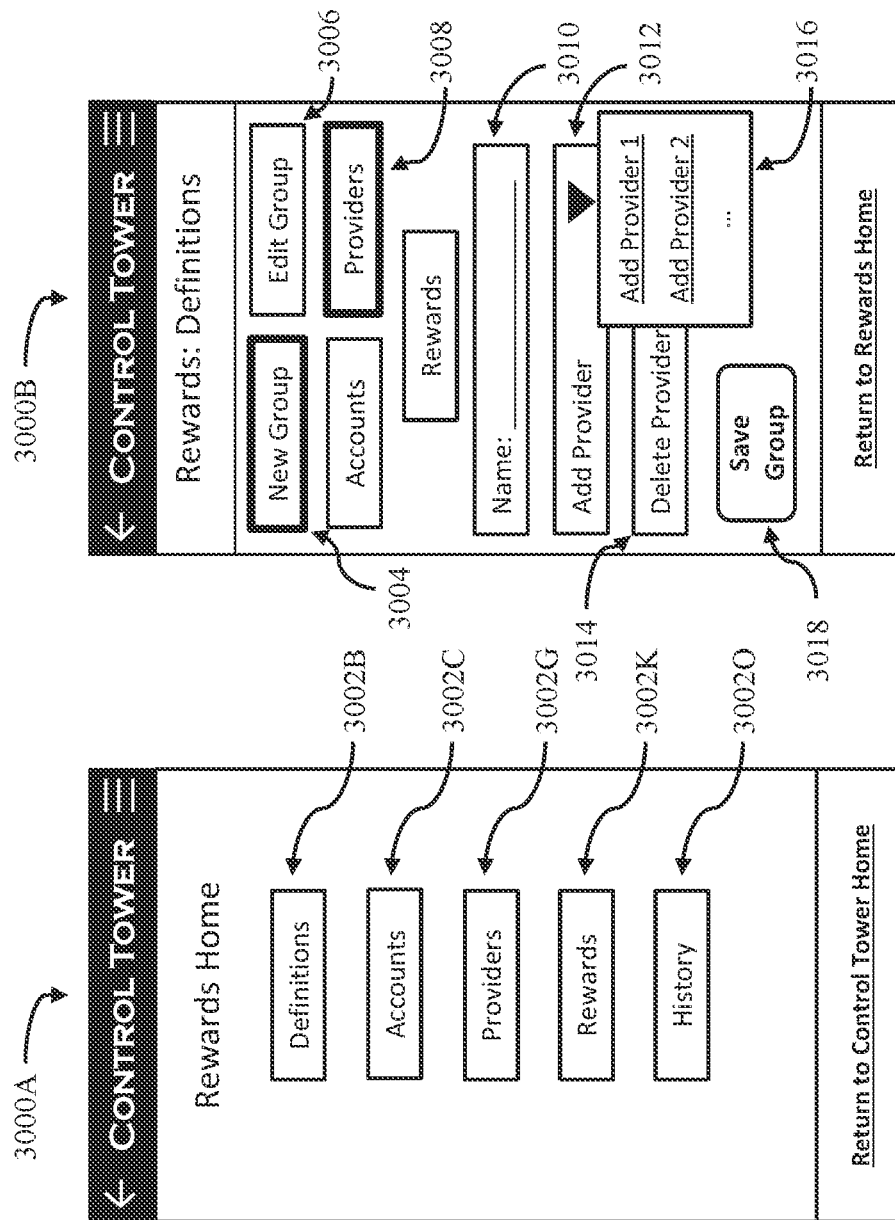 3000A
← CONTROL TOWER
Rewards Home
Definitions
3002B
Accounts
3002C
Providers
3002G
Rewards
3002K
History
3002O
Return to Control Tower Home
3000B
← CONTROL TOWER
Rewards: Definitions
New Group
Edit Group
3004
3006
Accounts
Providers
3008
Rewards
Name: ____________
3010
Add Provider ▼
3012
Add Provider 1
Add Provider 2
...
3016
Delete Provider
3014
Save
Group
3018
Return to Rewards Home